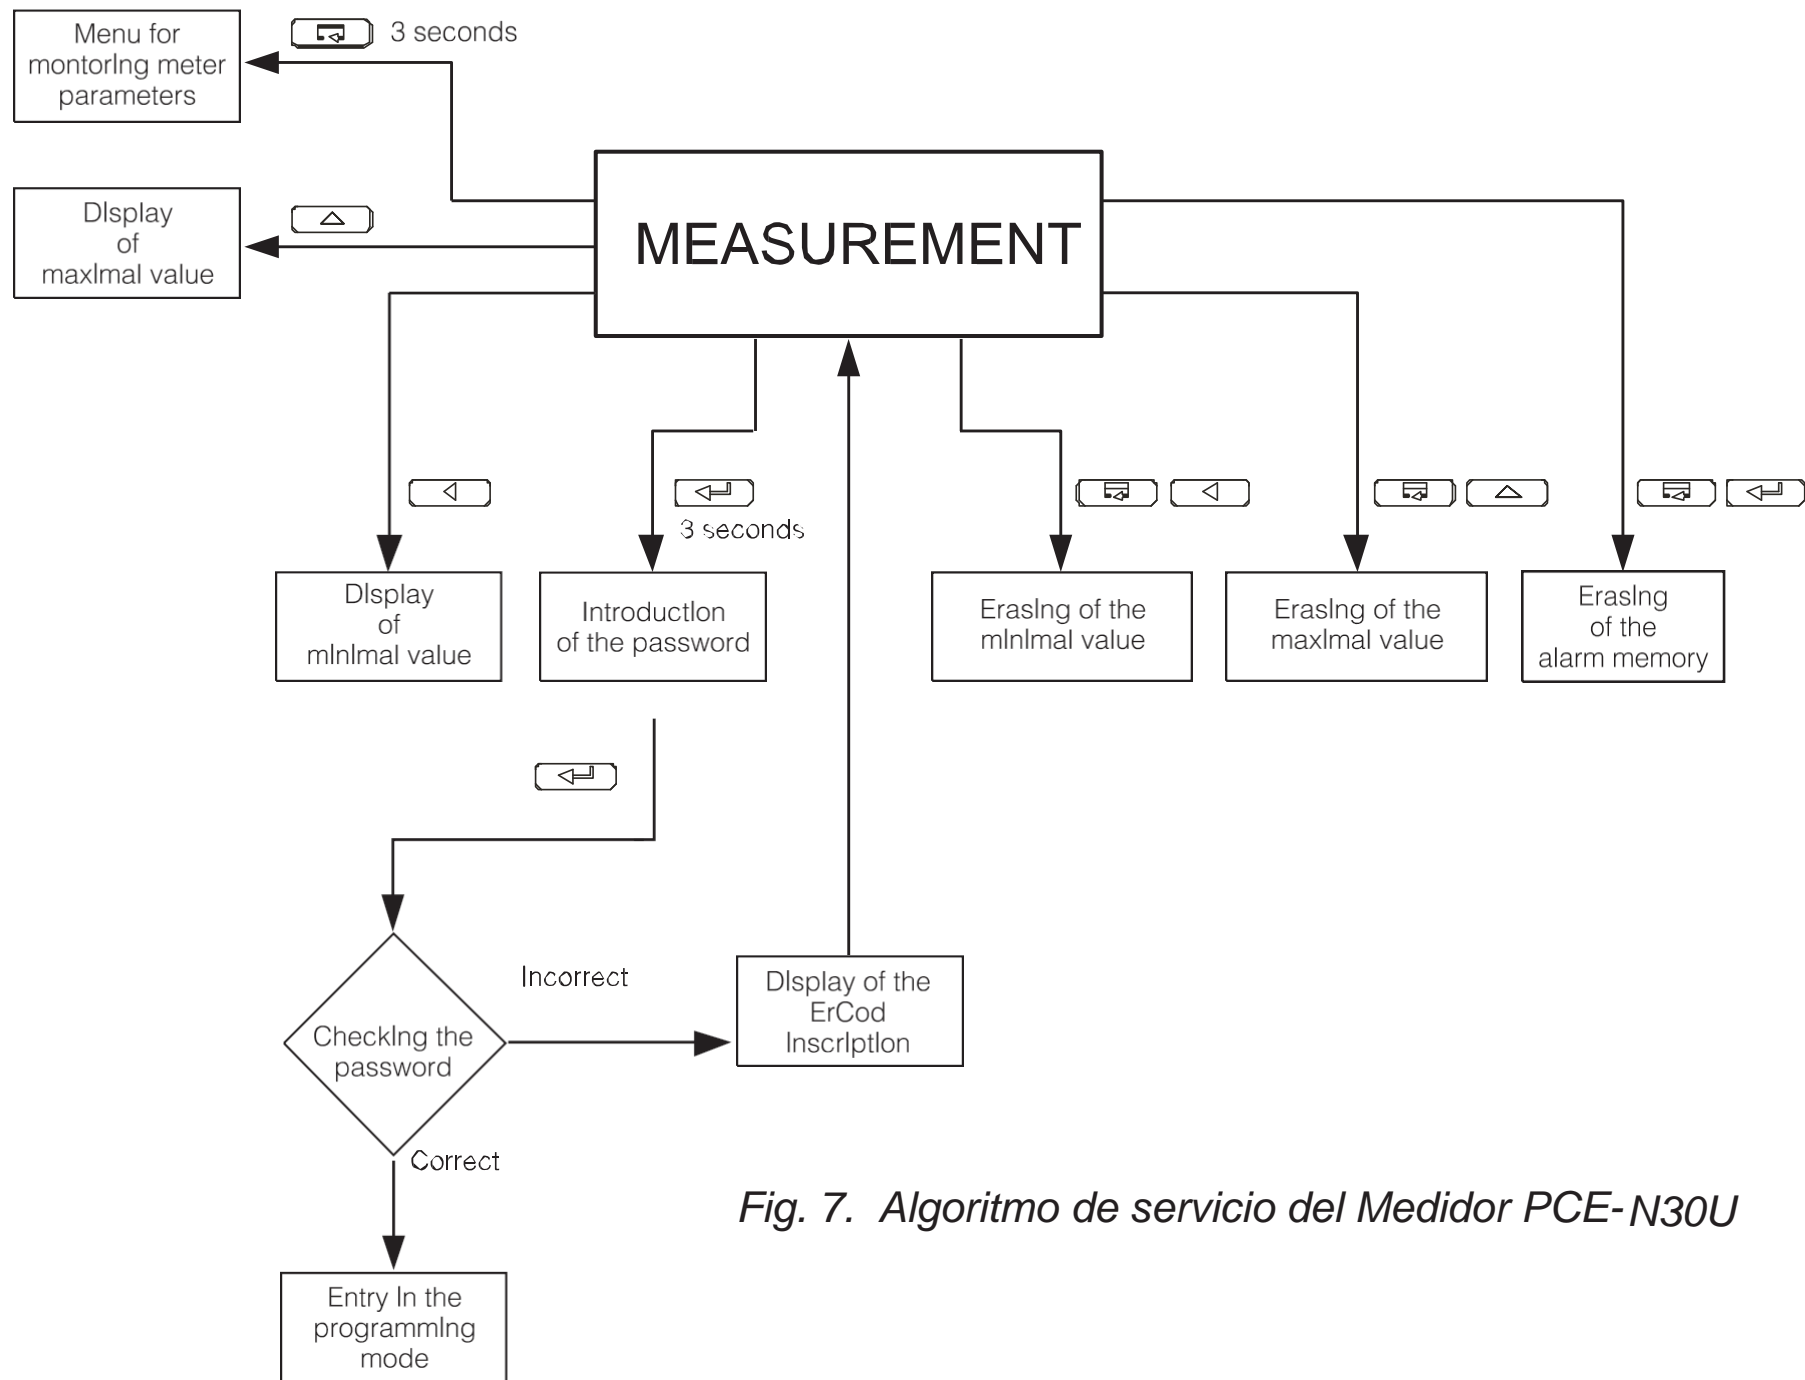 Menu for
montorIng meter
parameters
3 seconds
DIsplay
of
maxImal value
MEASUREMENT
3 seconds
DIsplay
of
mInImal value
IntroductIon
of the password
ErasIng of the
mInImal value
ErasIng of the
maxImal value
ErasIng
of the
alarm memory
Incorrect
CheckIng the
password
DIsplay of the
ErCod
InscrIptIon
Correct
Fig. 7. Algoritmo de servicio del Medidor PCE-N30U
Entry In the
programmIng
mode